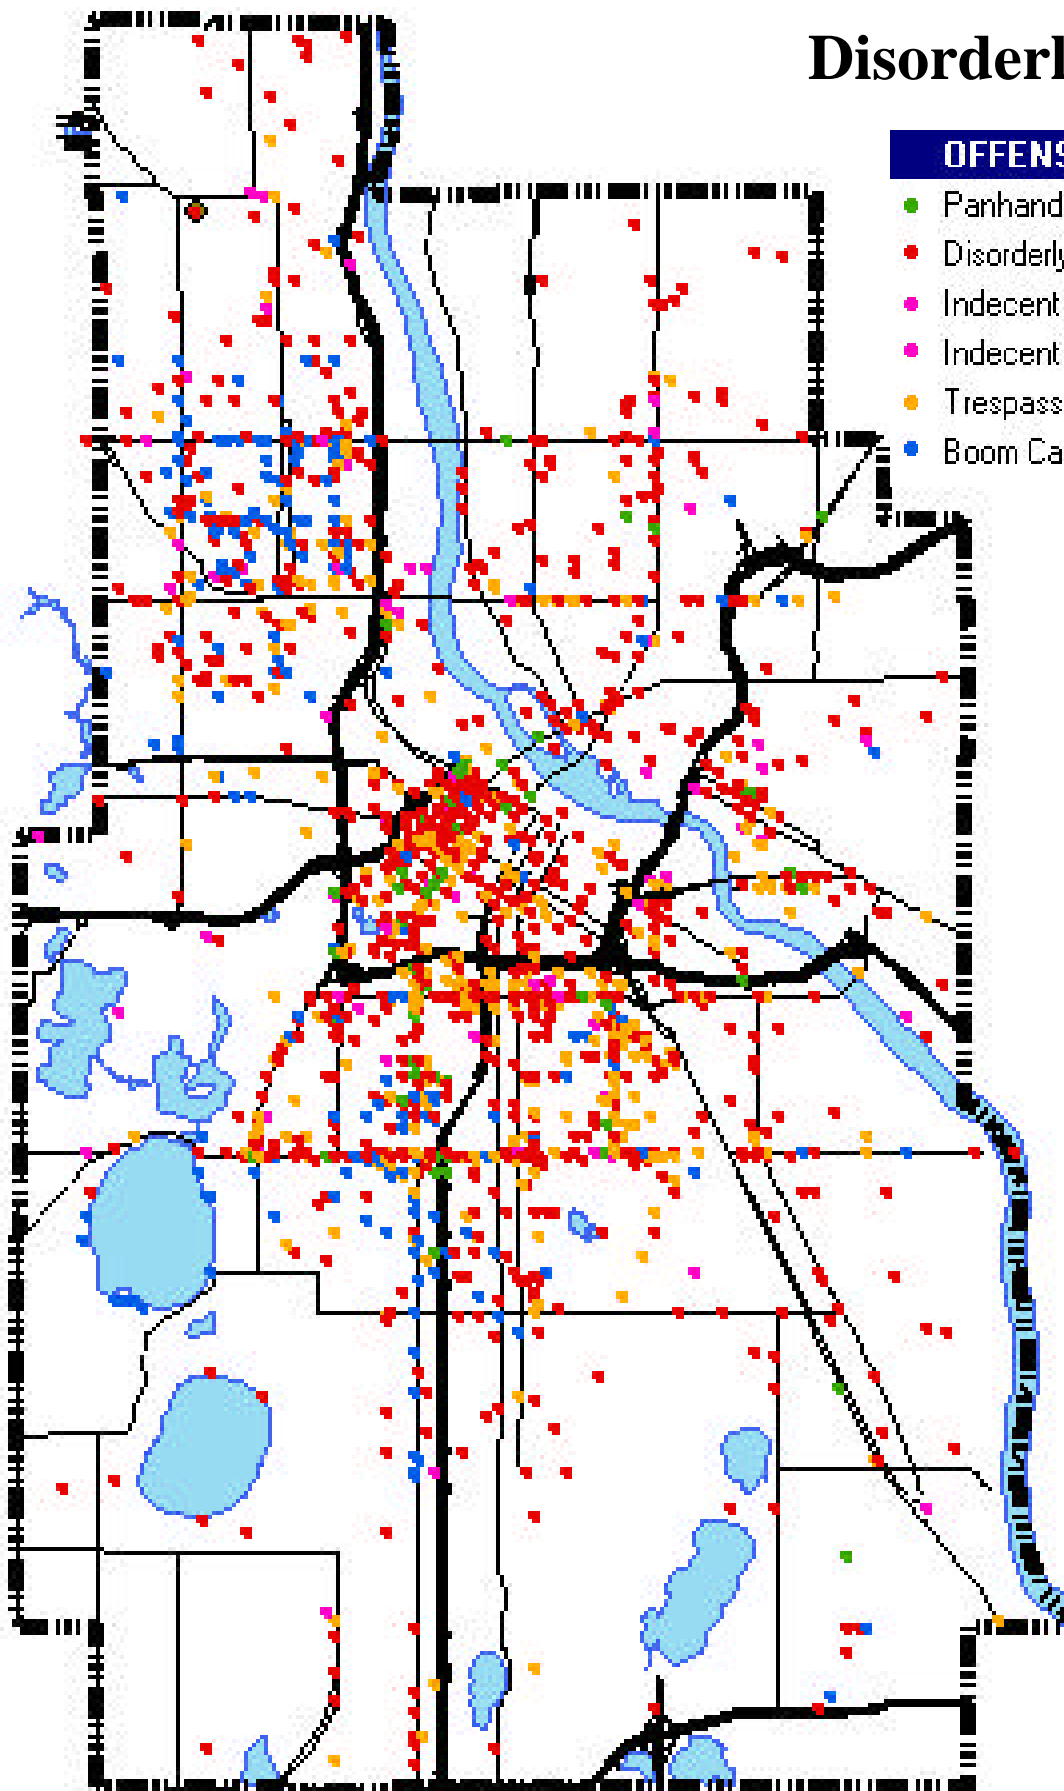 Disorderl
OFFENS
Panhand
Disorderly
Indecent
Indecent
Trespass
Boom Ca